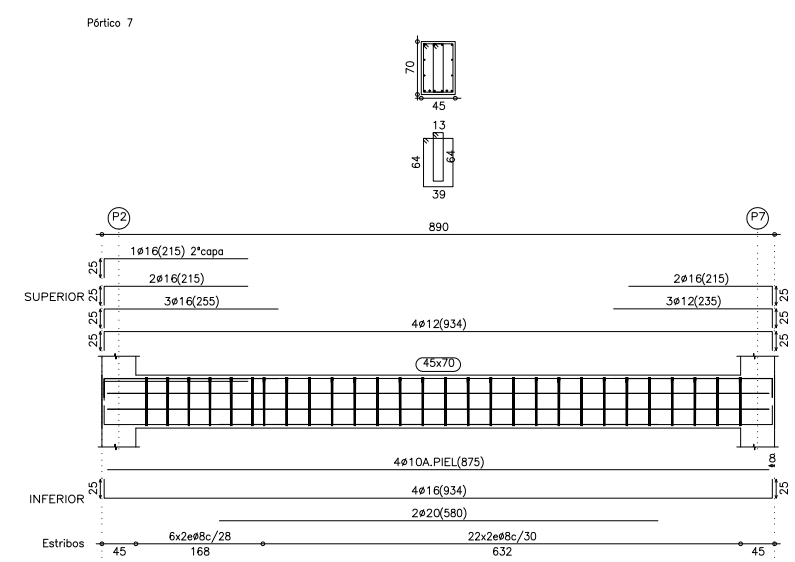 Pórtico 7
70
45
13
64
64
39
P2
P7
890
1ø16(215) 2ªcapa
25
2ø16(215)
2ø16(215)
SUPERIOR
25
25
3ø16(255)
3ø12(235)
25
25
4ø12(934)
25
25
45x70
4ø10A.PIEL(875)
8
INFERIOR
25
4ø16(934)
25
2ø20(580)
Estribos
6x2eø8c/28
22x2eø8c/30
45
168
632
45